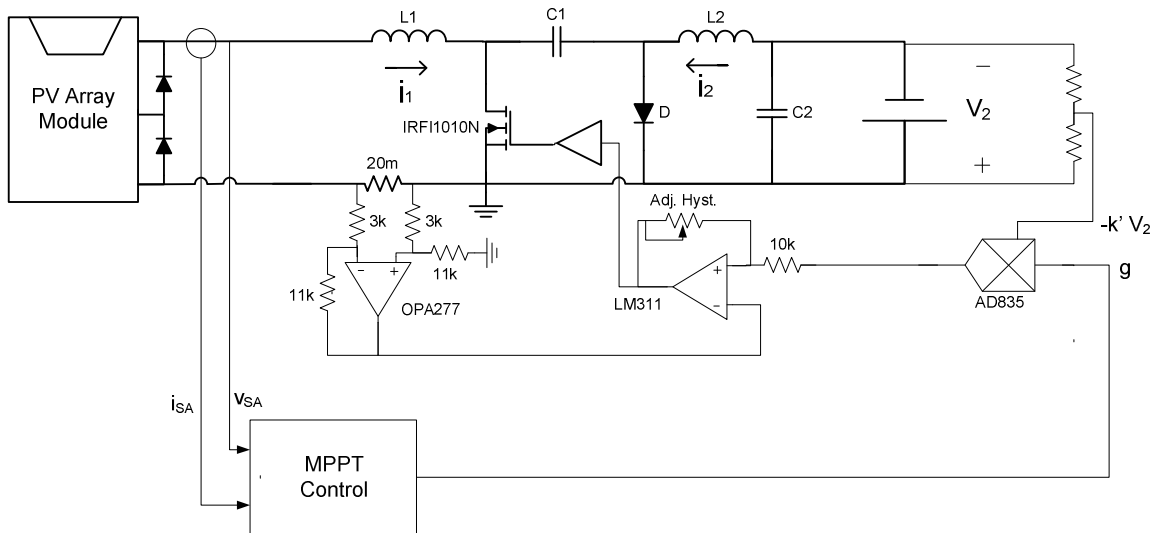 L1
C1
L2
PV Array
Module
i1
i2
D
C2
V2
−
+
IRFI1010N
20m
3k
3k
Adj. Hyst.
-k’ V2
10k
+
−
−
+
11k
11k
LM311
g
AD835
OPA277
iSA
vSA
MPPT
Control